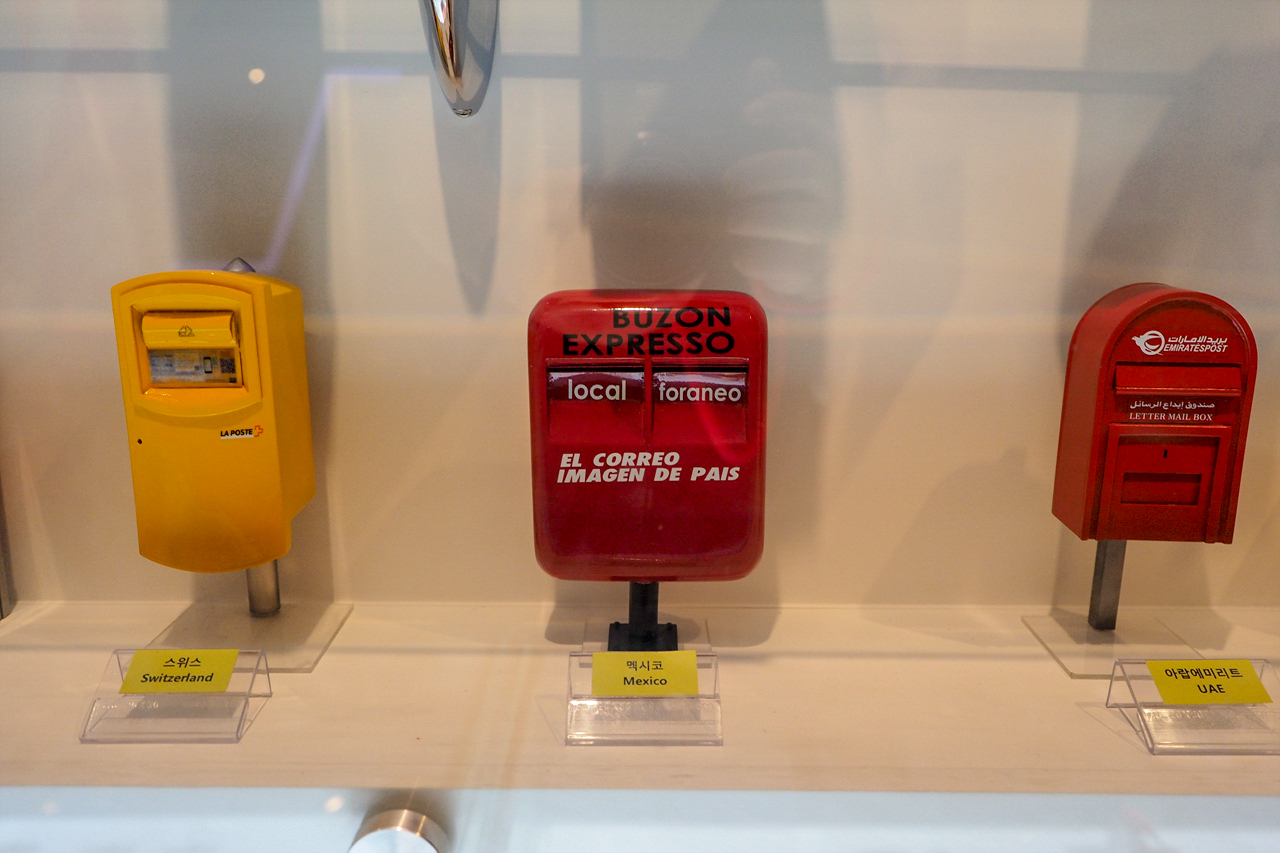 LA POSTE
스위스
Switzerland
BUZON
EXPRESSO
local
foraneo
EL CORREO
IMAGEN DE PAIS
멕시코
Mexico
بريد الامارات
EMIRATESPOST
صندوق إيداع الرسائل
LETTER MAIL BOX
아랍에미리트
UAE